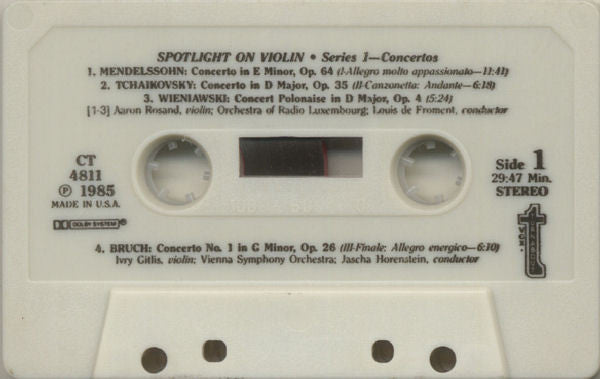 SPOTLIGHT ON VIOLIN • Series 1—Concertos
1. MENDELSSOHN: Concerto in E Minor, Op. 64 (I-Allegro molto appassionato—11:41)
2. TCHAIKOVSKY: Concerto in D Major, Op. 35 (II-Canzonetta: Andante—6:18)
3. WIENIAWSKI: Concert Polonaise in D Major, Op. 4 (5:24)
[1-3] Aaron Rosand, violin; Orchestra of Radio Luxembourg; Louis de Froment, conductor
CT
4811
Ⓟ 1985
MADE IN U.S.A.
DOLBY SYSTEM®
Side 1
29:47 Min.
STEREO
VOX
4. BRUCH: Concerto No. 1 in G Minor, Op. 26 (III-Finale: Allegro energico—6:10)
Ivry Gitlis, violin; Vienna Symphony Orchestra; Jascha Horenstein, conductor